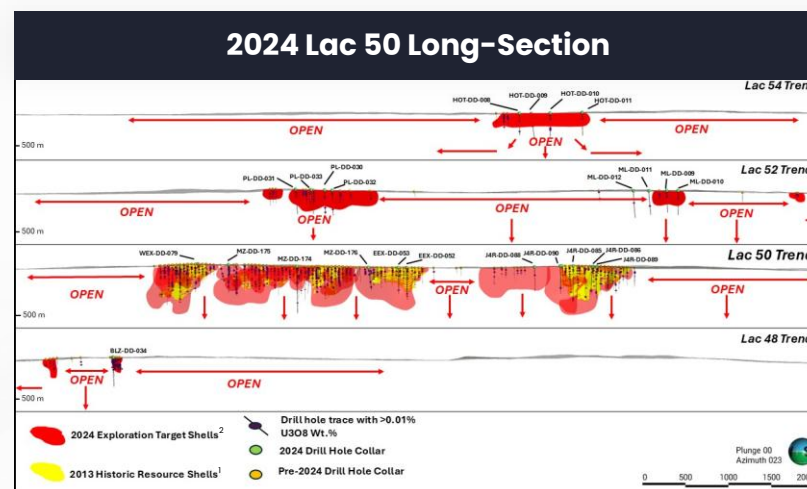 2024 Lac 50 Long-Section
Lac 54 Tren
HOT-DD-008
HOT-DD-009
HOT-DD-010
HOT-DD-011
OPEN
OPEN
OPEN
500 m
Lac 52 Tren
PL-DD-031
PL-DD-033
PL-DD-030
PL-DD-032
ML-DD-012
ML-DD-011
ML-DD-009
ML-DD-010
OPEN
OPEN
OPEN
OPEN
OPEN
500 m
Lac 50 Tren
WEX-DD-079
MZ-DD-175
MZ-DD-174
MZ-DD-176
EEX-DD-053
EEX-DD-052
J4R-DD-088
J4R-DD-090
J4R-DD-085
J4R-DD-086
J4R-DD-089
OPEN
OPEN
OPEN
500 m
Lac 48 Tren
BLZ-DD-034
OPEN
OPEN
500 m
2024 Exploration Target Shells2
2013 Historic Resource Shells1
Drill hole trace with >0.01%
U3O8 Wt.%
2024 Drill Hole Collar
Pre-2024 Drill Hole Collar
Plunge 00
Azimuth 023
0 500 1000 1500 200